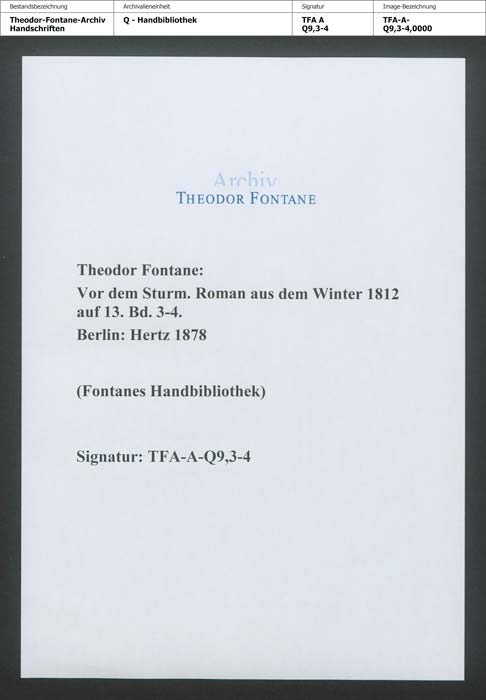 Bestandsbezeichnung
Theodor-Fontane-Archiv
Handschriften
Archivalieneinheit
Q - Handbibliothek
Signatur
TFA A
Q9,3-4
Image-Bezeichnung
TFA-A-
Q9,3-4,0000
Archiv
THEODOR FONTANE
Theodor Fontane:
Vor dem Sturm. Roman aus dem Winter 1812
auf 13. Bd. 3-4.
Berlin: Hertz 1878
(Fontanes Handbibliothek)
Signatur: TFA-A-Q9,3-4